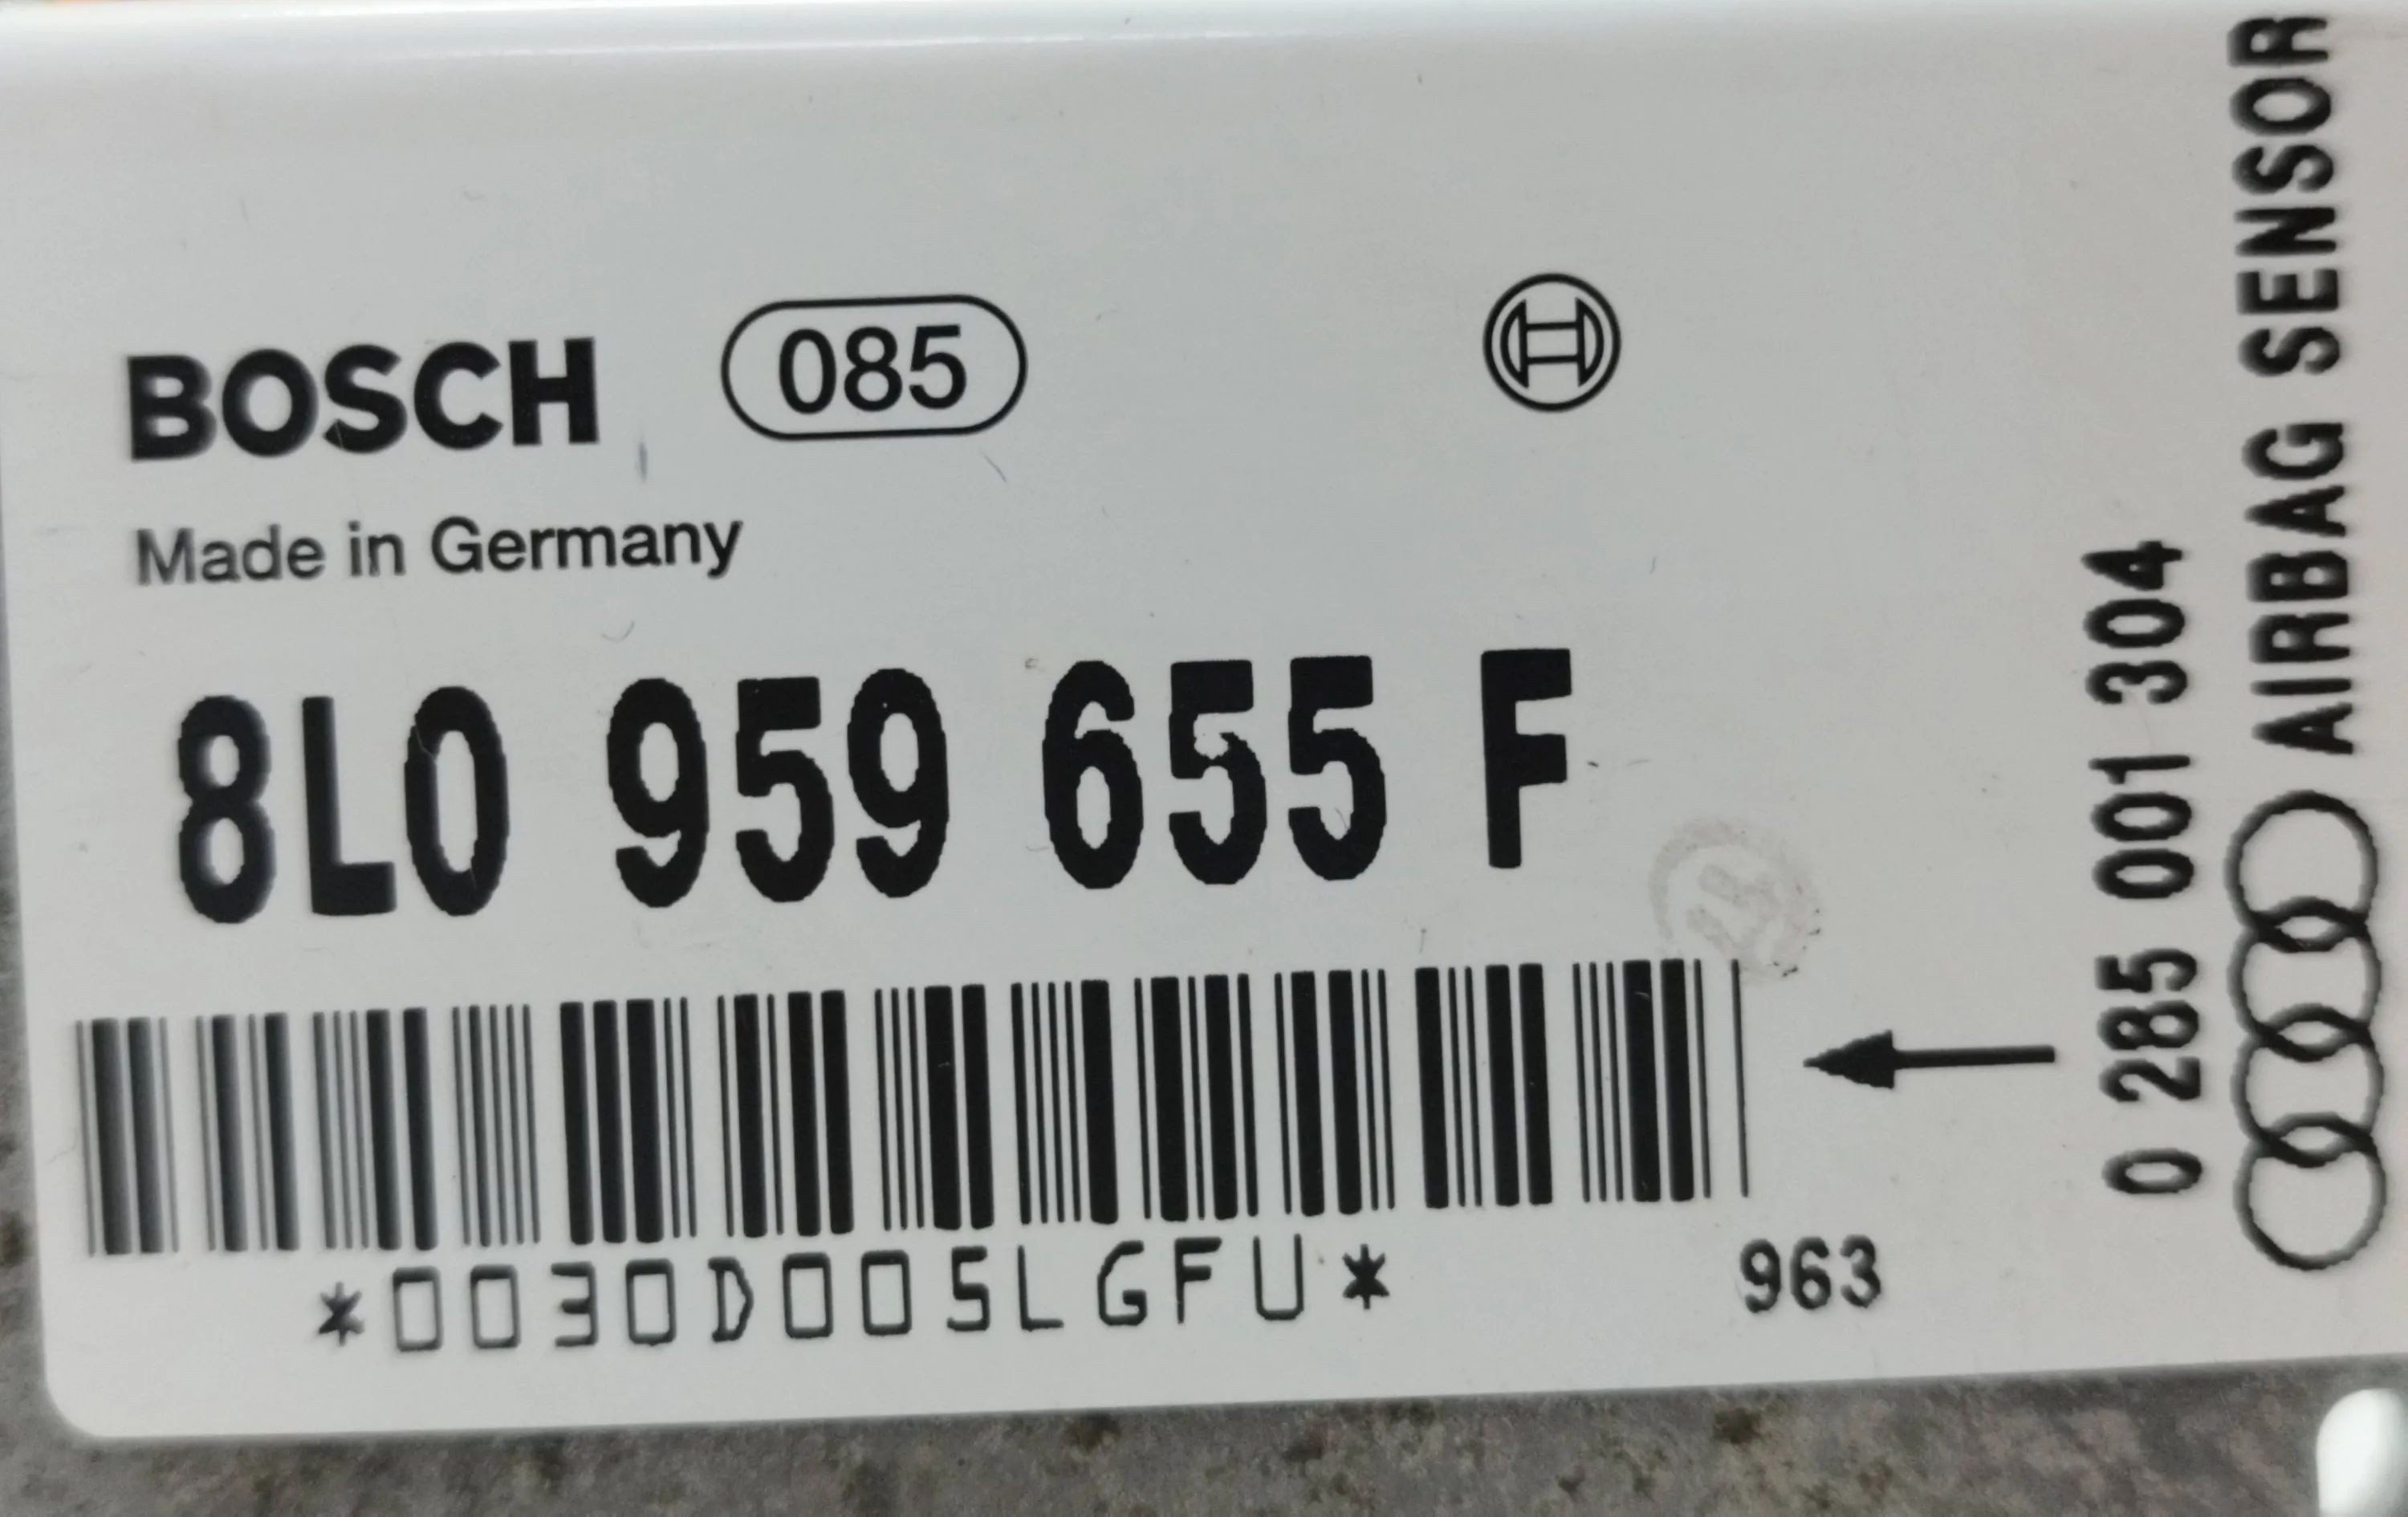 BOSCH 085
Made in Germany
8L0 959 655 F
*0030D005LGFU*
963
0 285 001 304
AIRBAG SENSOR